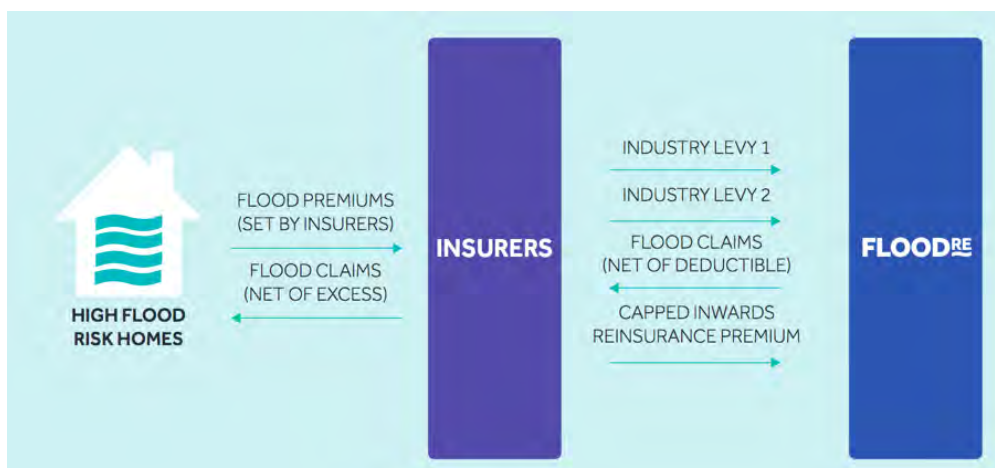 HIGH FLOOD
RISK HOMES
FLOOD PREMIUMS
(SET BY INSURERS)
FLOOD CLAIMS
(NET OF EXCESS)
INSURERS
INDUSTRY LEVY 1
INDUSTRY LEVY 2
FLOOD CLAIMS
(NET OF DEDUCTIBLE)
CAPPED INWARDS
REINSURANCE PREMIUM
FLOODRE